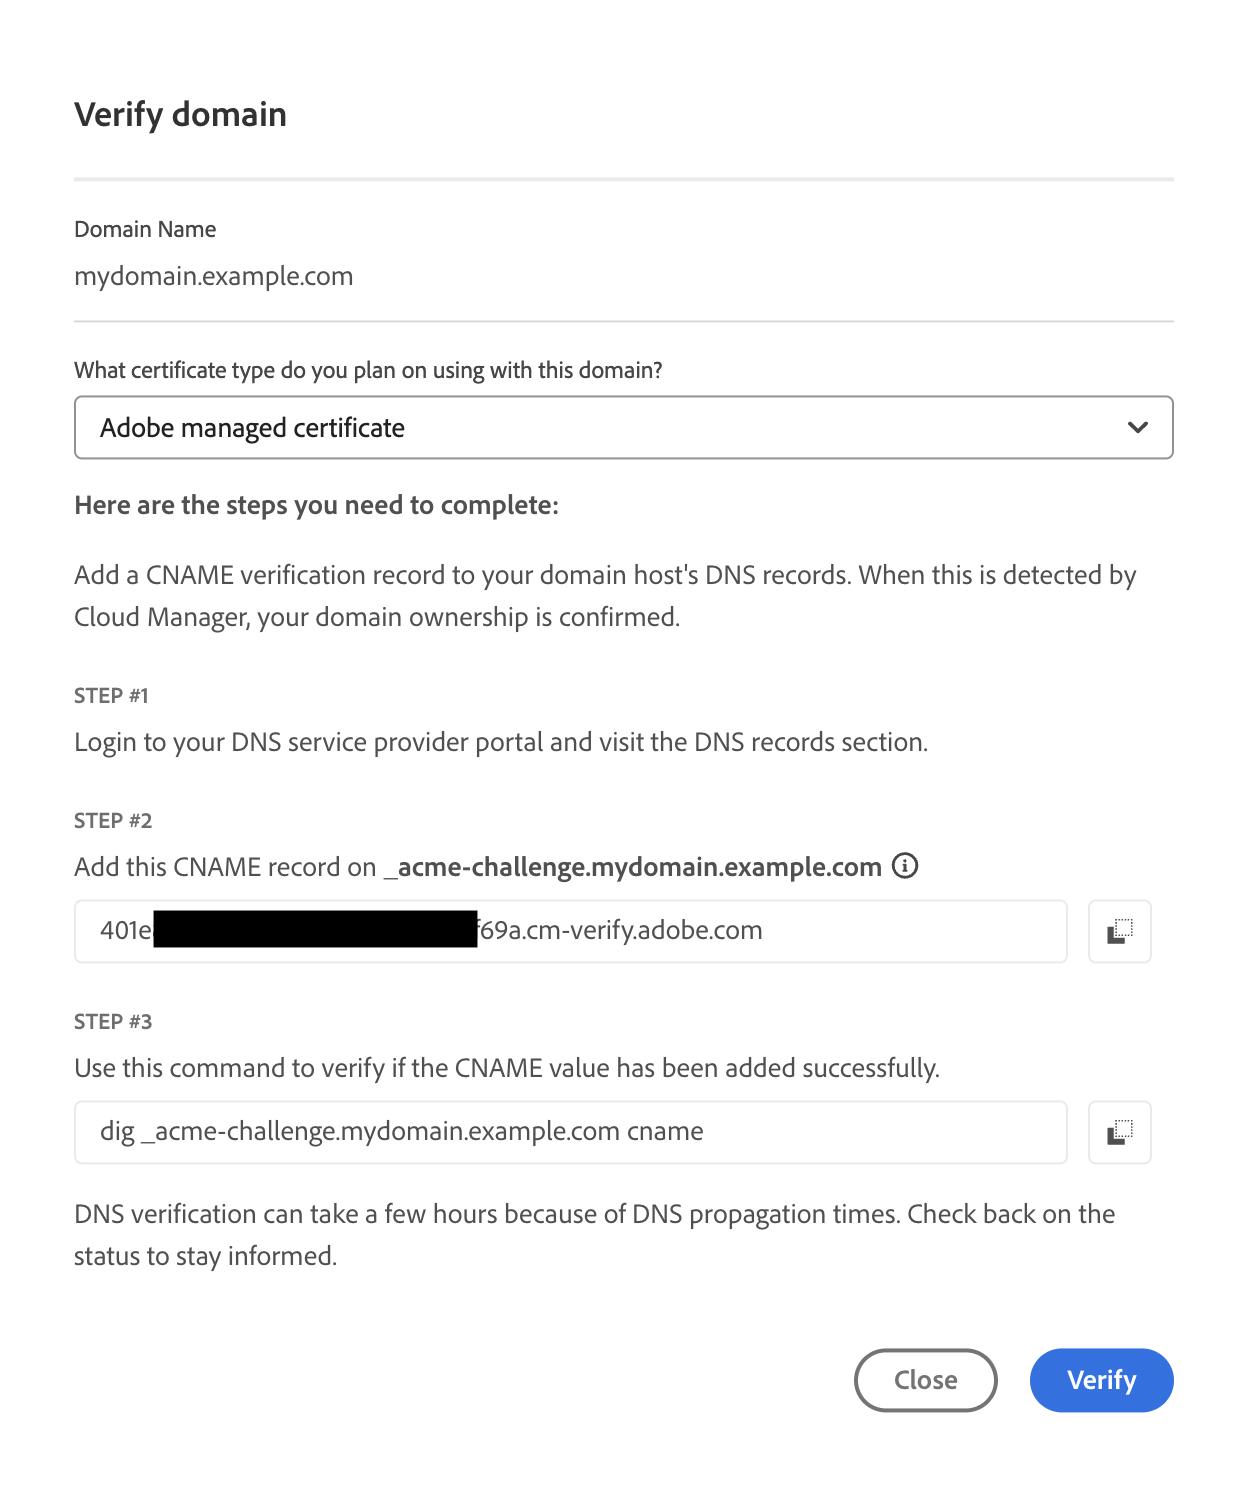 Verify domain
Domain Name
mydomain.example.com
What certificate type do you plan on using with this domain?
Adobe managed certificate
Here are the steps you need to complete:
Add a CNAME verification record to your domain host's DNS records. When this is detected by
Cloud Manager, your domain ownership is confirmed.
STEP #1
Login to your DNS service provider portal and visit the DNS records section.
STEP #2
Add this CNAME record on _acme-challenge.mydomain.example.com
401e f69a.cm-verify.adobe.com
STEP #3
Use this command to verify if the CNAME value has been added successfully.
dig _acme-challenge.mydomain.example.com cname
DNS verification can take a few hours because of DNS propagation times. Check back on the
status to stay informed.
Close Verify